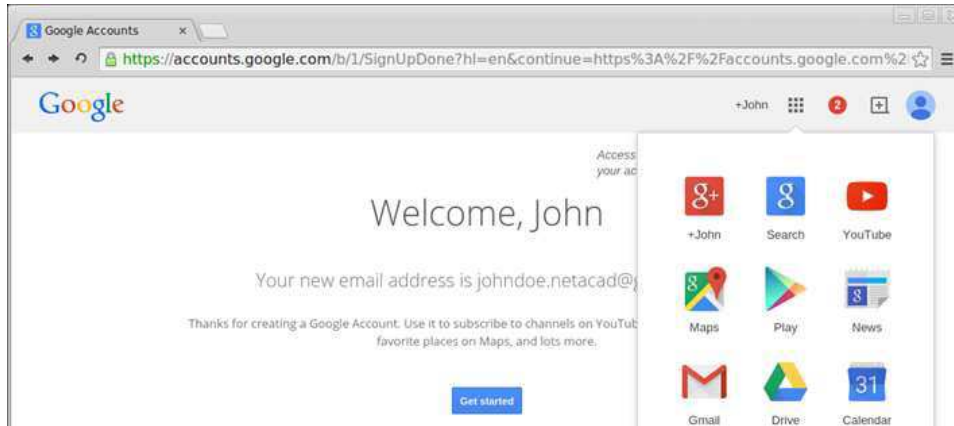 Google Accounts
https://accounts.google.com/b/1/SignUpDone?hl=en&continue=https%3A%2F%2Faccounts.google.com%2
Google
+John
2
Access
your ac
Welcome, John
Your new email address is johndoe.netacad@g
Thanks for creating a Google Account. Use it to subscribe to channels on YouTub
favorite places on Maps, and lots more.
Get started
g+
+John
g
Search
YouTube
g
Maps
Play
g
News
Gmail
Drive
31
Calendar